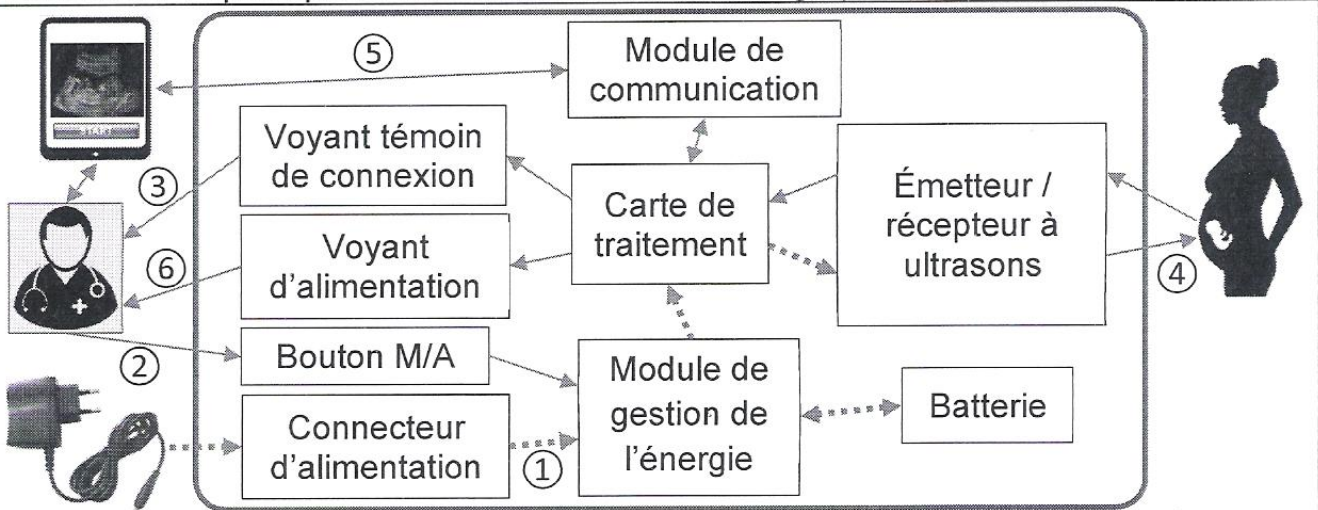 ⑤
Module de
communication
START
Voyant témoin
de connexion
③
Carte de
traitement
Émetteur /
récepteur à
ultrasons
Voyant
d'alimentation
⑥
④
②
Bouton M/A
Module de
gestion de
l'énergie
Batterie
Connecteur
d'alimentation
①